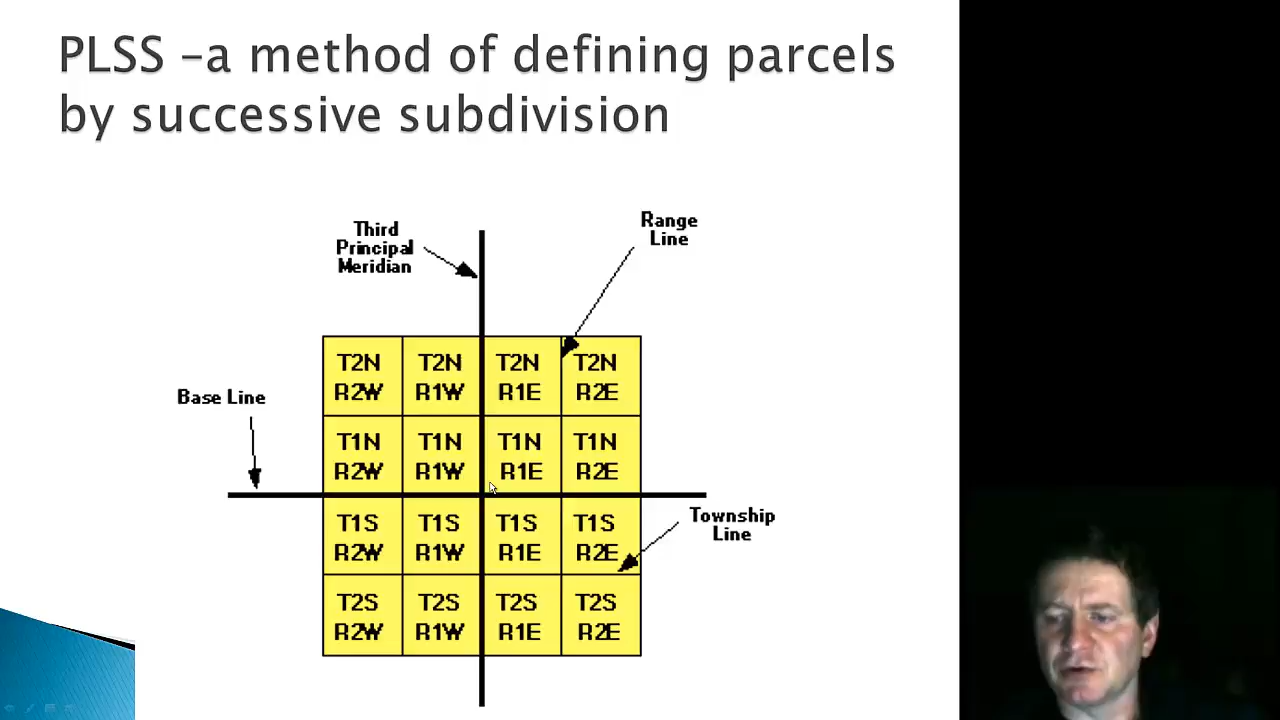 PLSS –a method of defining parcels
by successive subdivision
Third
Principal
Meridian
Range
Line
Base Line
T2N T2N T2N T2N
R2W R1W R1E R2E
T1N T1N T1N T1N
R2W R1W R1E R2E
T1S T1S T1S T1S
R2W R1W R1E R2E
T2S T2S T2S T2S
R2W R1W R1E R2E
Township
Line